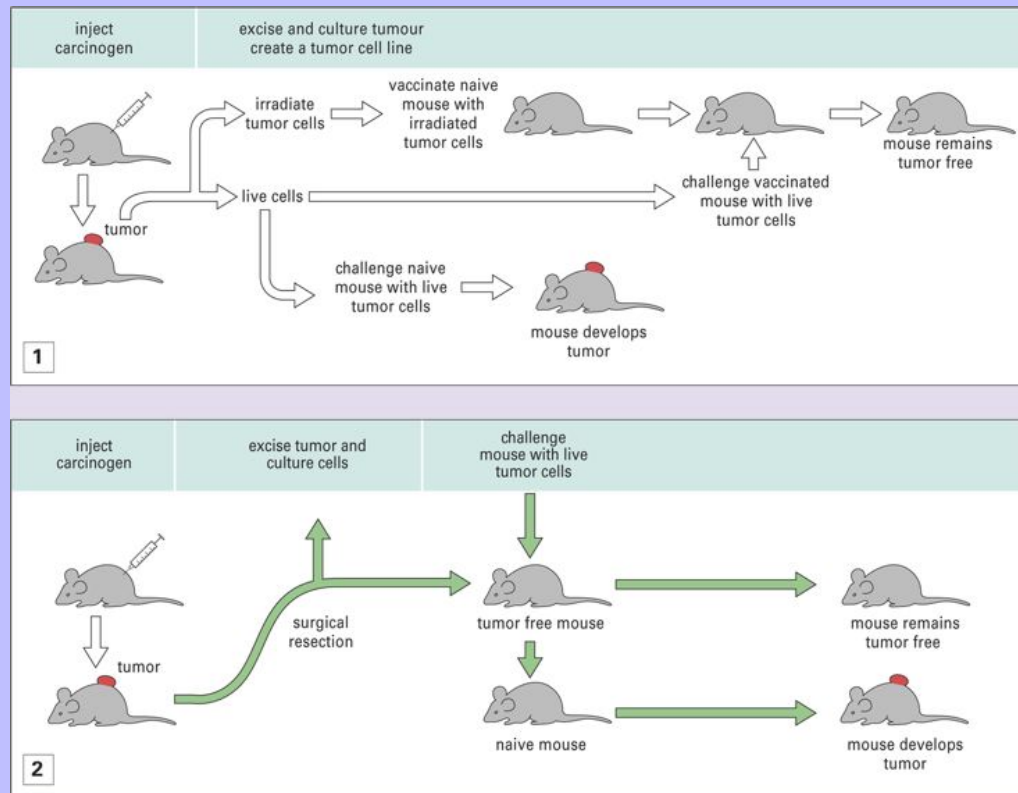 inject
carcinogen
excise and culture tumour
create a tumor cell line
irradiate
tumor cells
vaccinate naive
mouse with
irradiated
tumor cells
mouse remains
tumor free
tumor
live cells
challenge vaccinated
mouse with live
tumor cells
challenge naive
mouse with live
tumor cells
mouse develops
tumor
1
inject
carcinogen
excise tumor and
culture cells
challenge
mouse with live
tumor cells
tumor
surgical
resection
tumor free mouse
mouse remains
tumor free
naive mouse
mouse develops
tumor
2